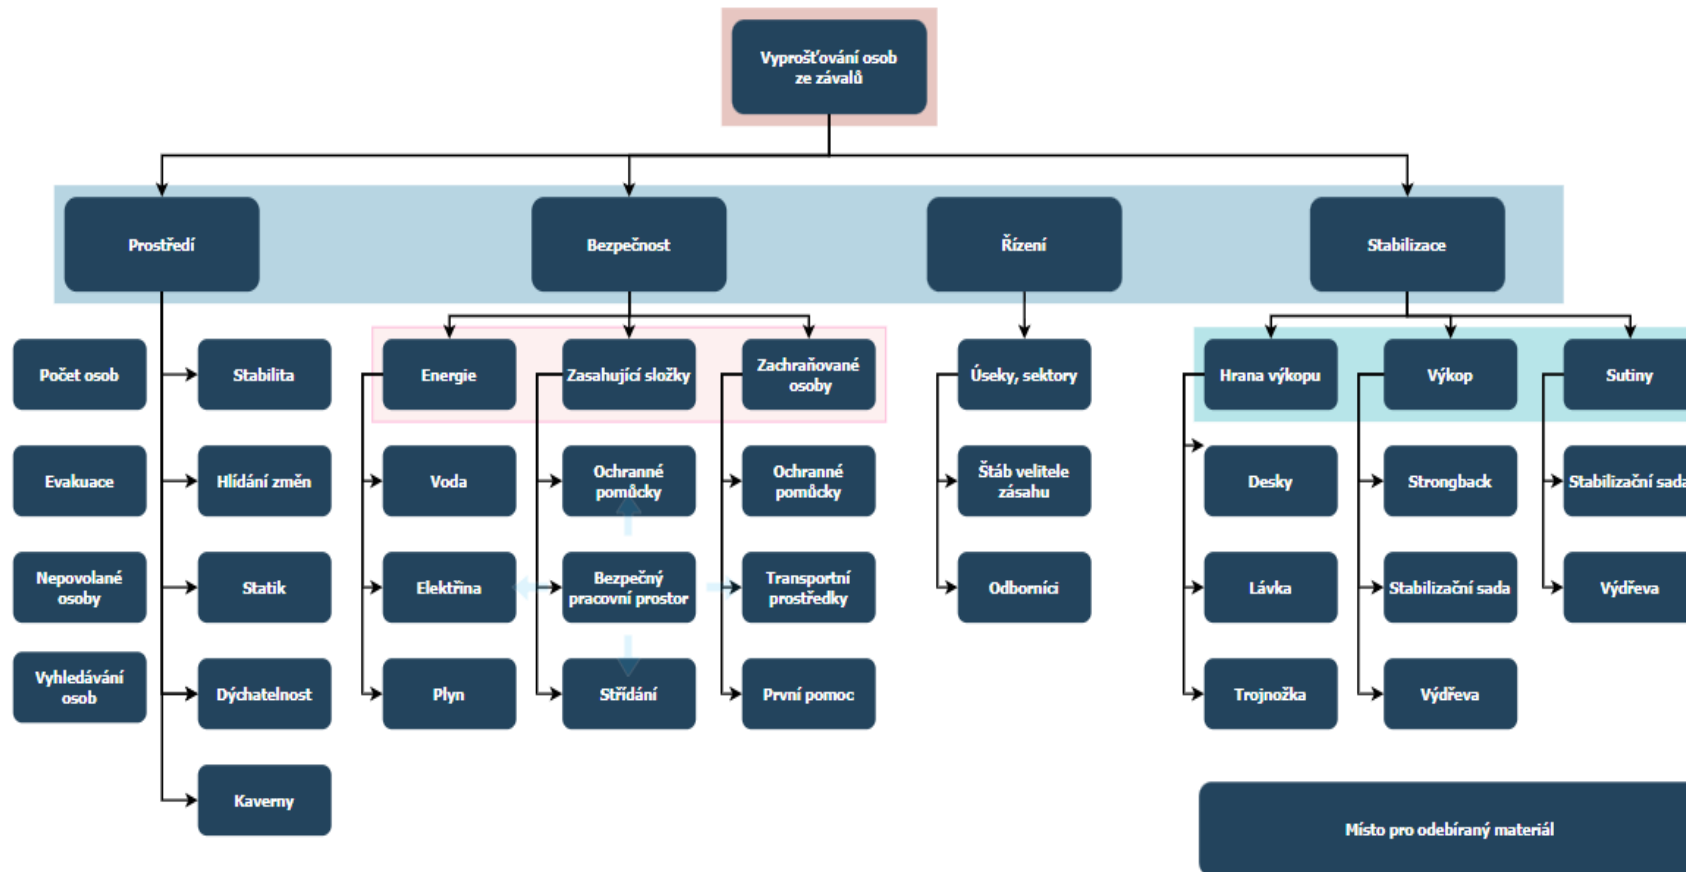 Vyprošťování osob
ze závalů
Prostředí
Bezpečnost
Řízení
Stabilizace
Počet osob
Stabilita
Energie
Zasahující složky
Zachraňované
osoby
Úseky, sektory
Hrana výkopu
Výkop
Sutiny
Evakuace
Hlídání změn
Voda
Ochranné
pomůcky
Ochranné
pomůcky
Štáb velitele
zásahu
Desky
Strongback
Stabilizační sada
Nepovolané
osoby
Statik
Elektřina
Bezpečný
pracovní prostor
Transportní
prostředky
Odborníci
Lávka
Stabilizační sada
Výdřeva
Vyhledávání
osob
Dýchatelnost
Plyn
Střídání
První pomoc
Trojnožka
Výdřeva
Kaverny
Místo pro odebíraný materiál